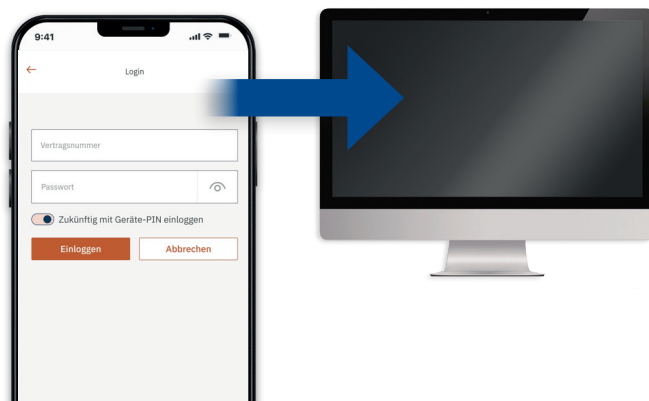 9:41
Login
Vertragsnummer
Passwort
Zukünftig mit Geräte-PIN einloggen
Einloggen
Abbrechen